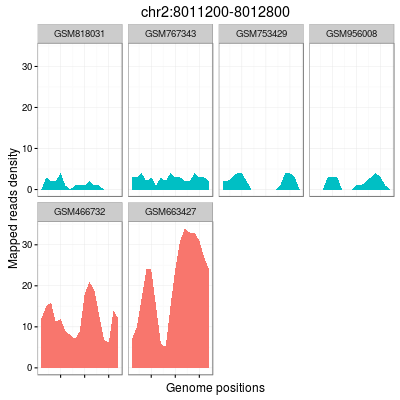 chr2:8011200-8012800
GSM818031 GSM767343 GSM753429 GSM956008
30
20
10
0
Mapped reads density
GSM466732 GSM663427
30
20
10
0
Genome positions